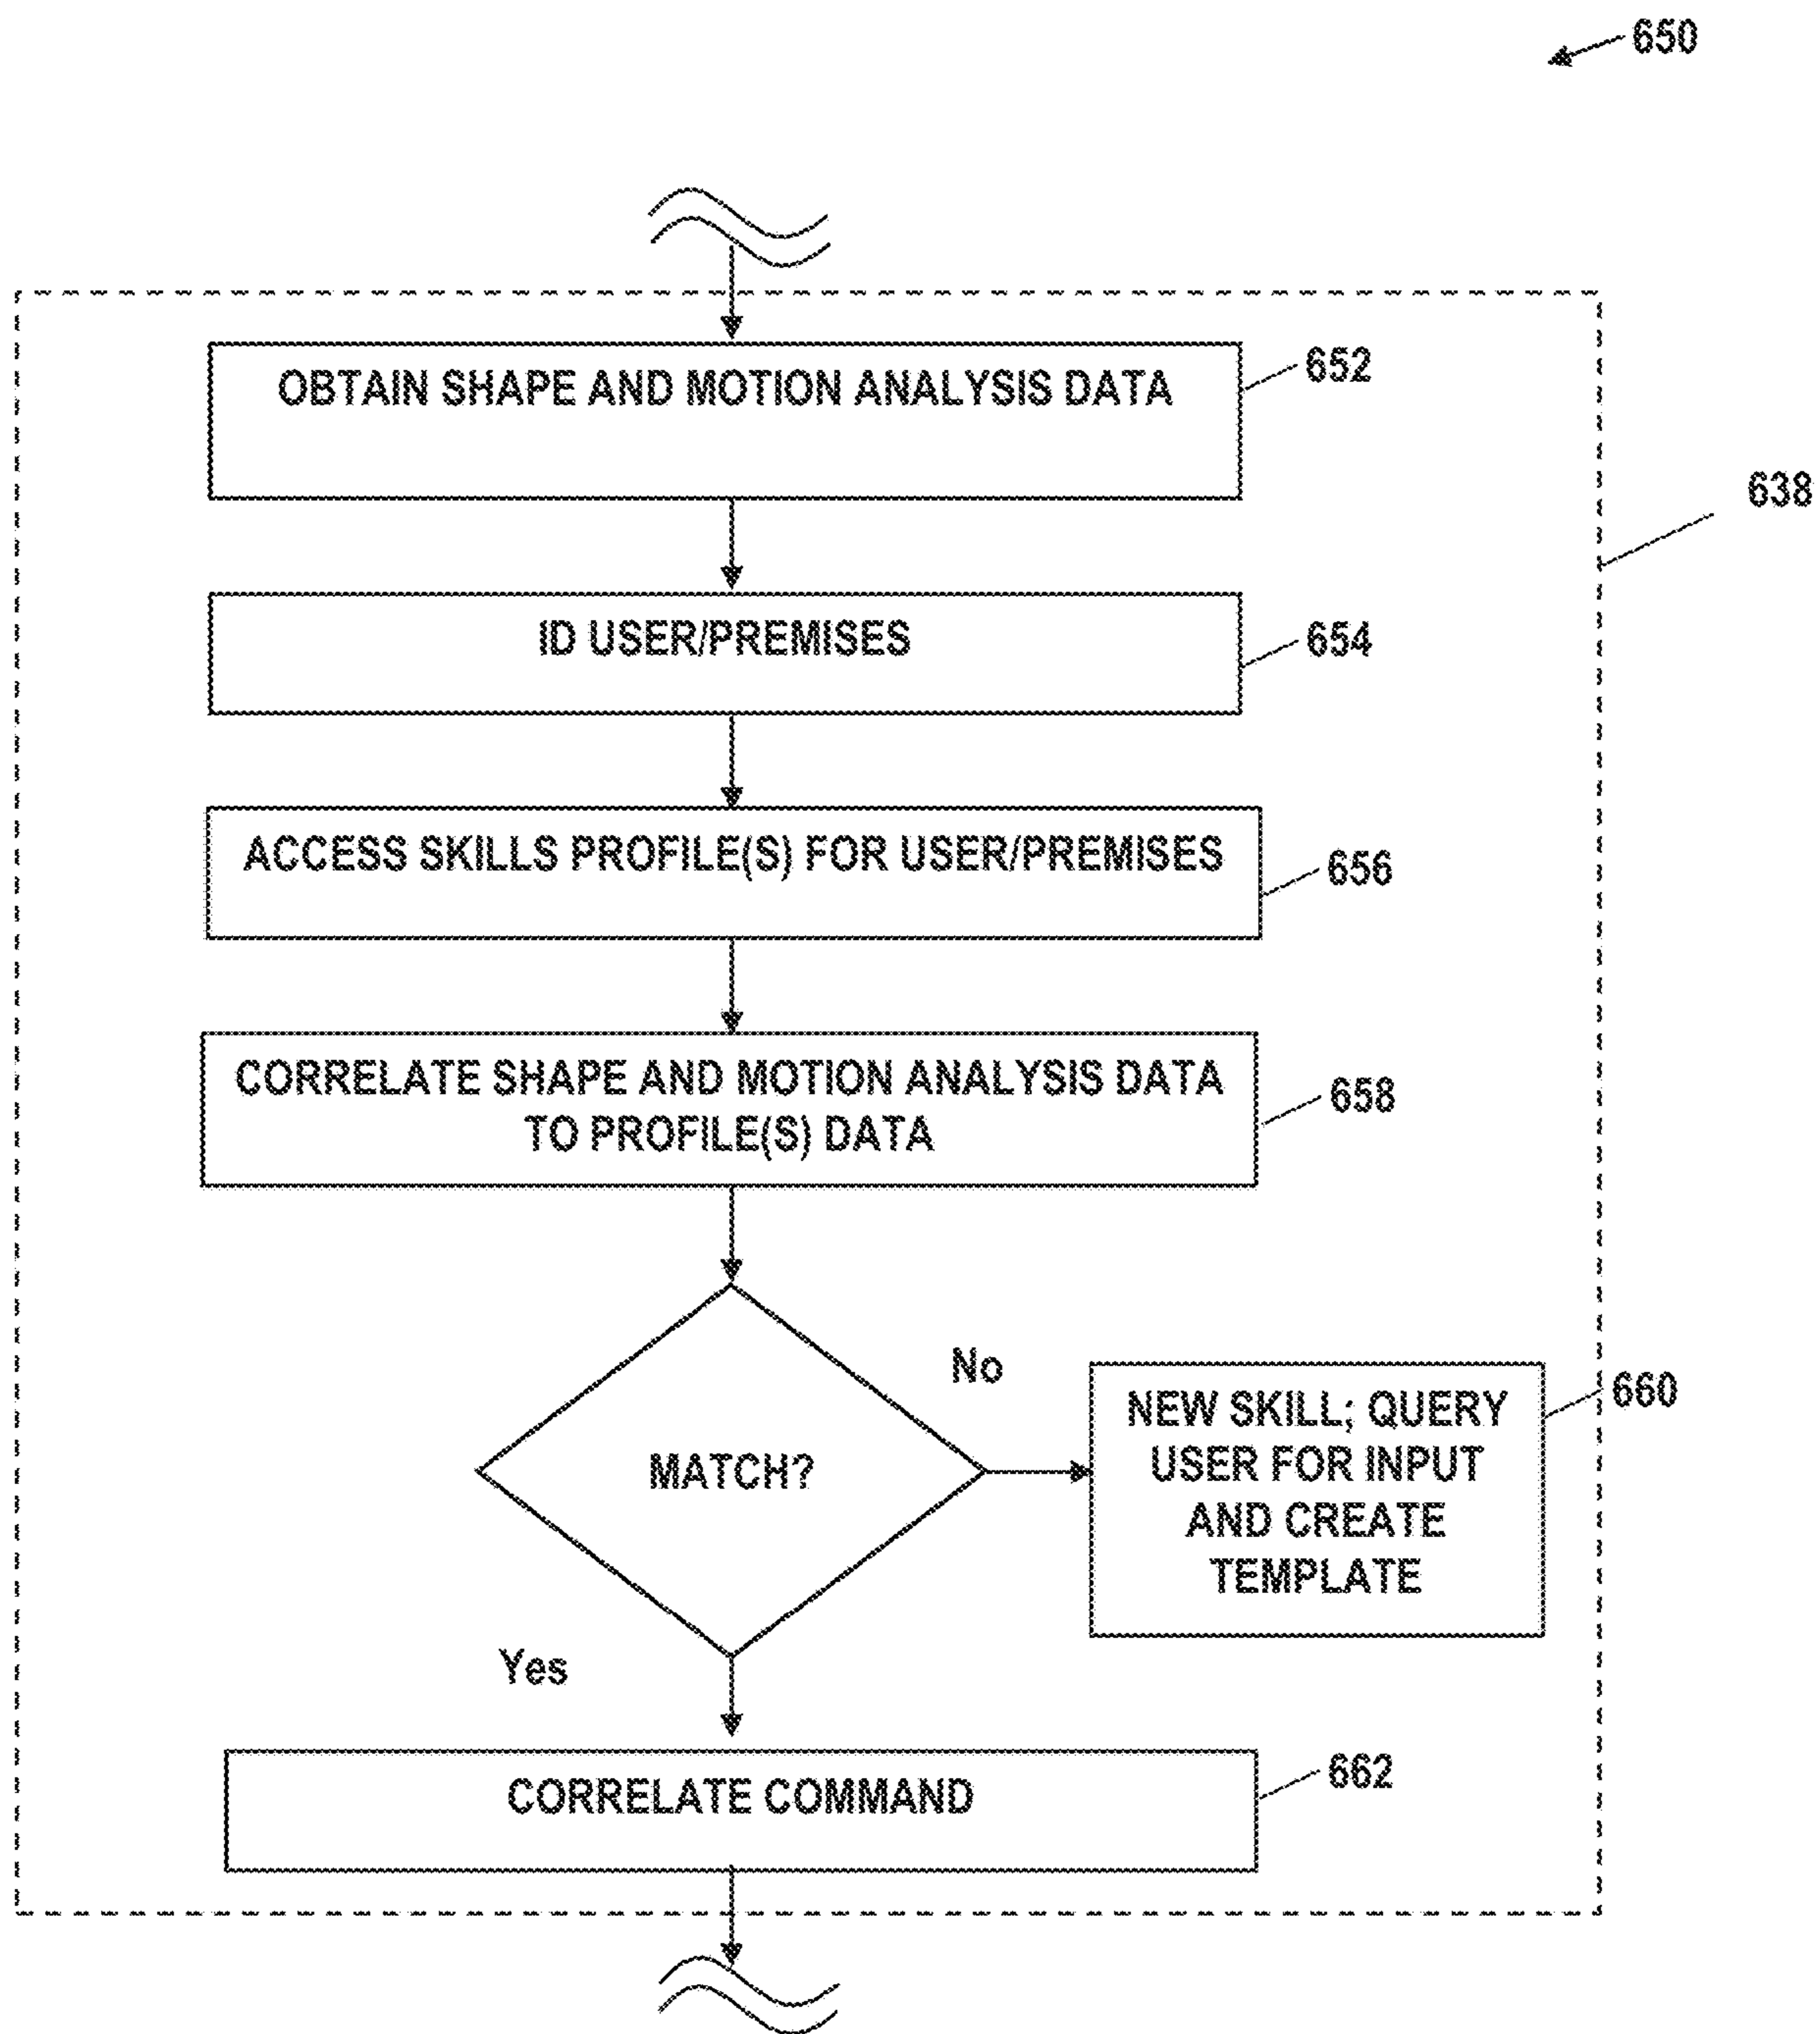 650
OBTAIN SHAPE AND MOTION ANALYSIS DATA
652
638
ID USER/PREMISES
654
ACCESS SKILLS PROFILE(S) FOR USER/PREMISES
656
CORRELATE SHAPE AND MOTION ANALYSIS DATA
TO PROFILE(S) DATA
658
MATCH?
No
NEW SKILL; QUERY
USER FOR INPUT
AND CREATE
TEMPLATE
660
Yes
CORRELATE COMMAND
662